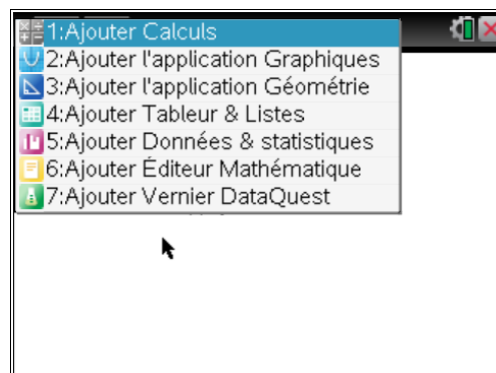 1:Ajouter Calculs
2:Ajouter l'application Graphiques
3:Ajouter l'application Géométrie
4:Ajouter Tableur & Listes
5:Ajouter Données & statistiques
6:Ajouter Éditeur Mathématique
7:Ajouter Vernier DataQuest